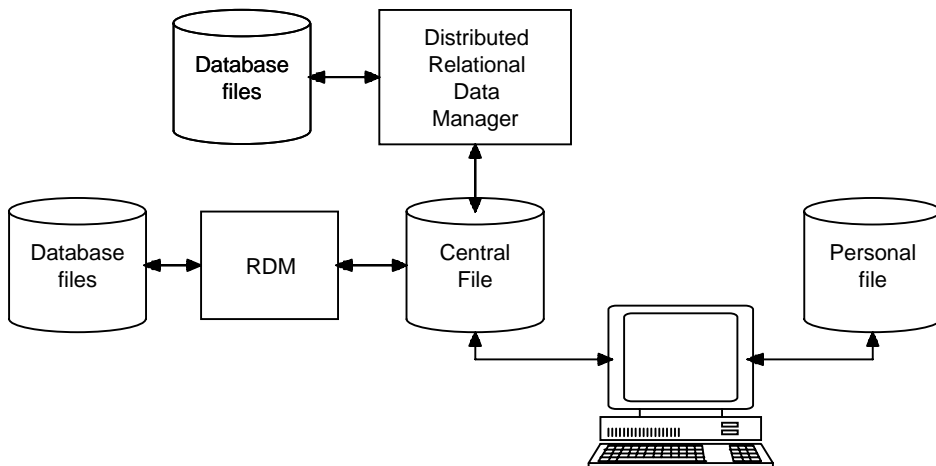 Distributed
Relational
Data
Manager
Database
files
Database
files
RDM
Central
File
Personal
file